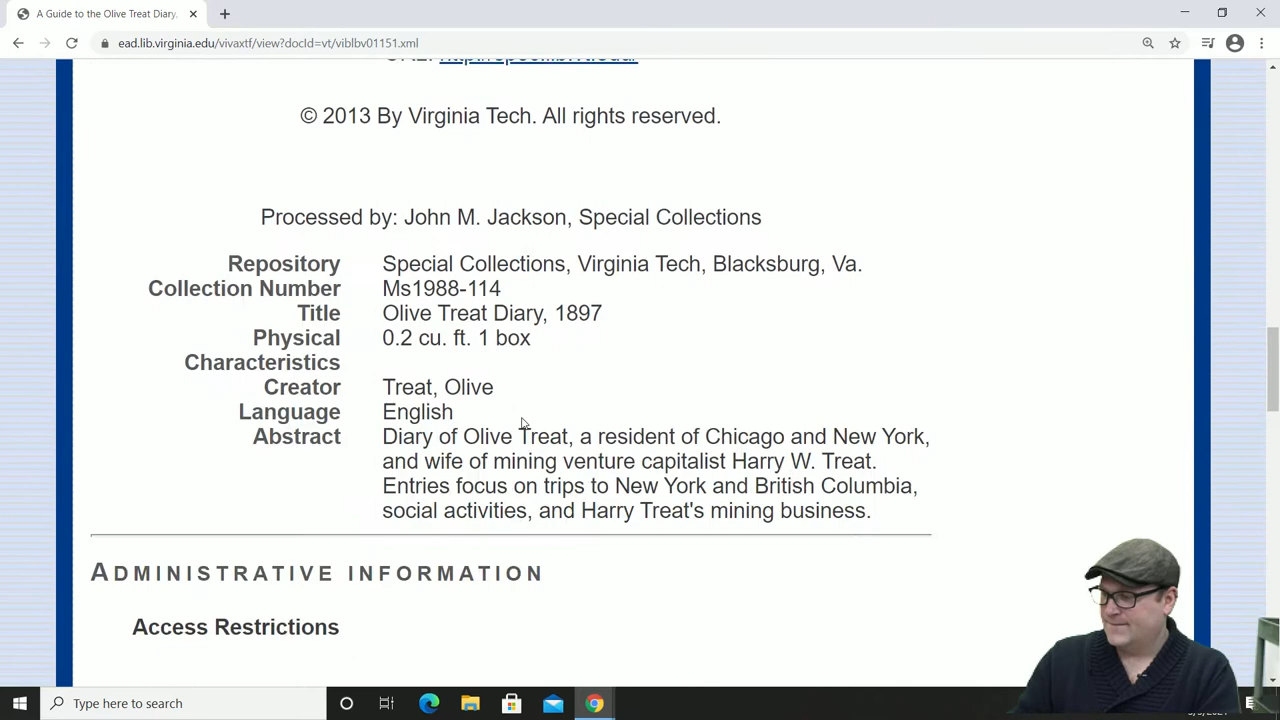 A Guide to the Olive Treat Diary,
ead.lib.virginia.edu/vivaxtf/view?docId=vt/viblbv01151.xml
© 2013 By Virginia Tech. All rights reserved.
Processed by: John M. Jackson, Special Collections
Repository Special Collections, Virginia Tech, Blacksburg, Va.
Collection Number Ms1988-114
Title Olive Treat Diary, 1897
Physical 0.2 cu. ft. 1 box
Characteristics
Creator Treat, Olive
Language English
Abstract Diary of Olive Treat, a resident of Chicago and New York,
and wife of mining venture capitalist Harry W. Treat.
Entries focus on trips to New York and British Columbia,
social activities, and Harry Treat's mining business.
ADMINISTRATIVE INFORMATION
Access Restrictions
Type here to search